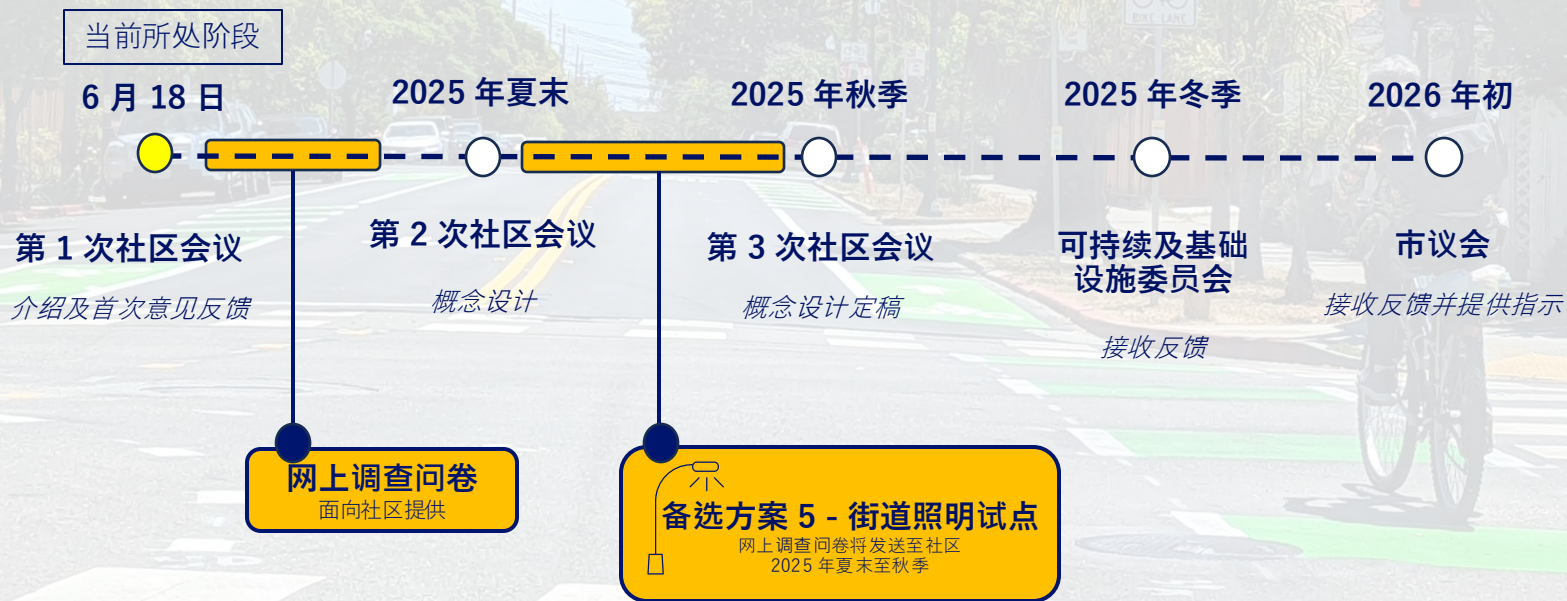 当前所处阶段
6 月 18 日
2025 年夏末
2025 年秋季
2025 年冬季
2026 年初
第 1 次社区会议
介绍及首次意见反馈
第 2 次社区会议
概念设计
第 3 次社区会议
概念设计定稿
可持续及基础
设施委员会
接收反馈
市议会
接收反馈并提供指示
网上调查问卷
面向社区提供
备选方案 5 - 街道照明试点
网上调查问卷将发送至社区
2025 年夏末至秋季
BIKE LANE